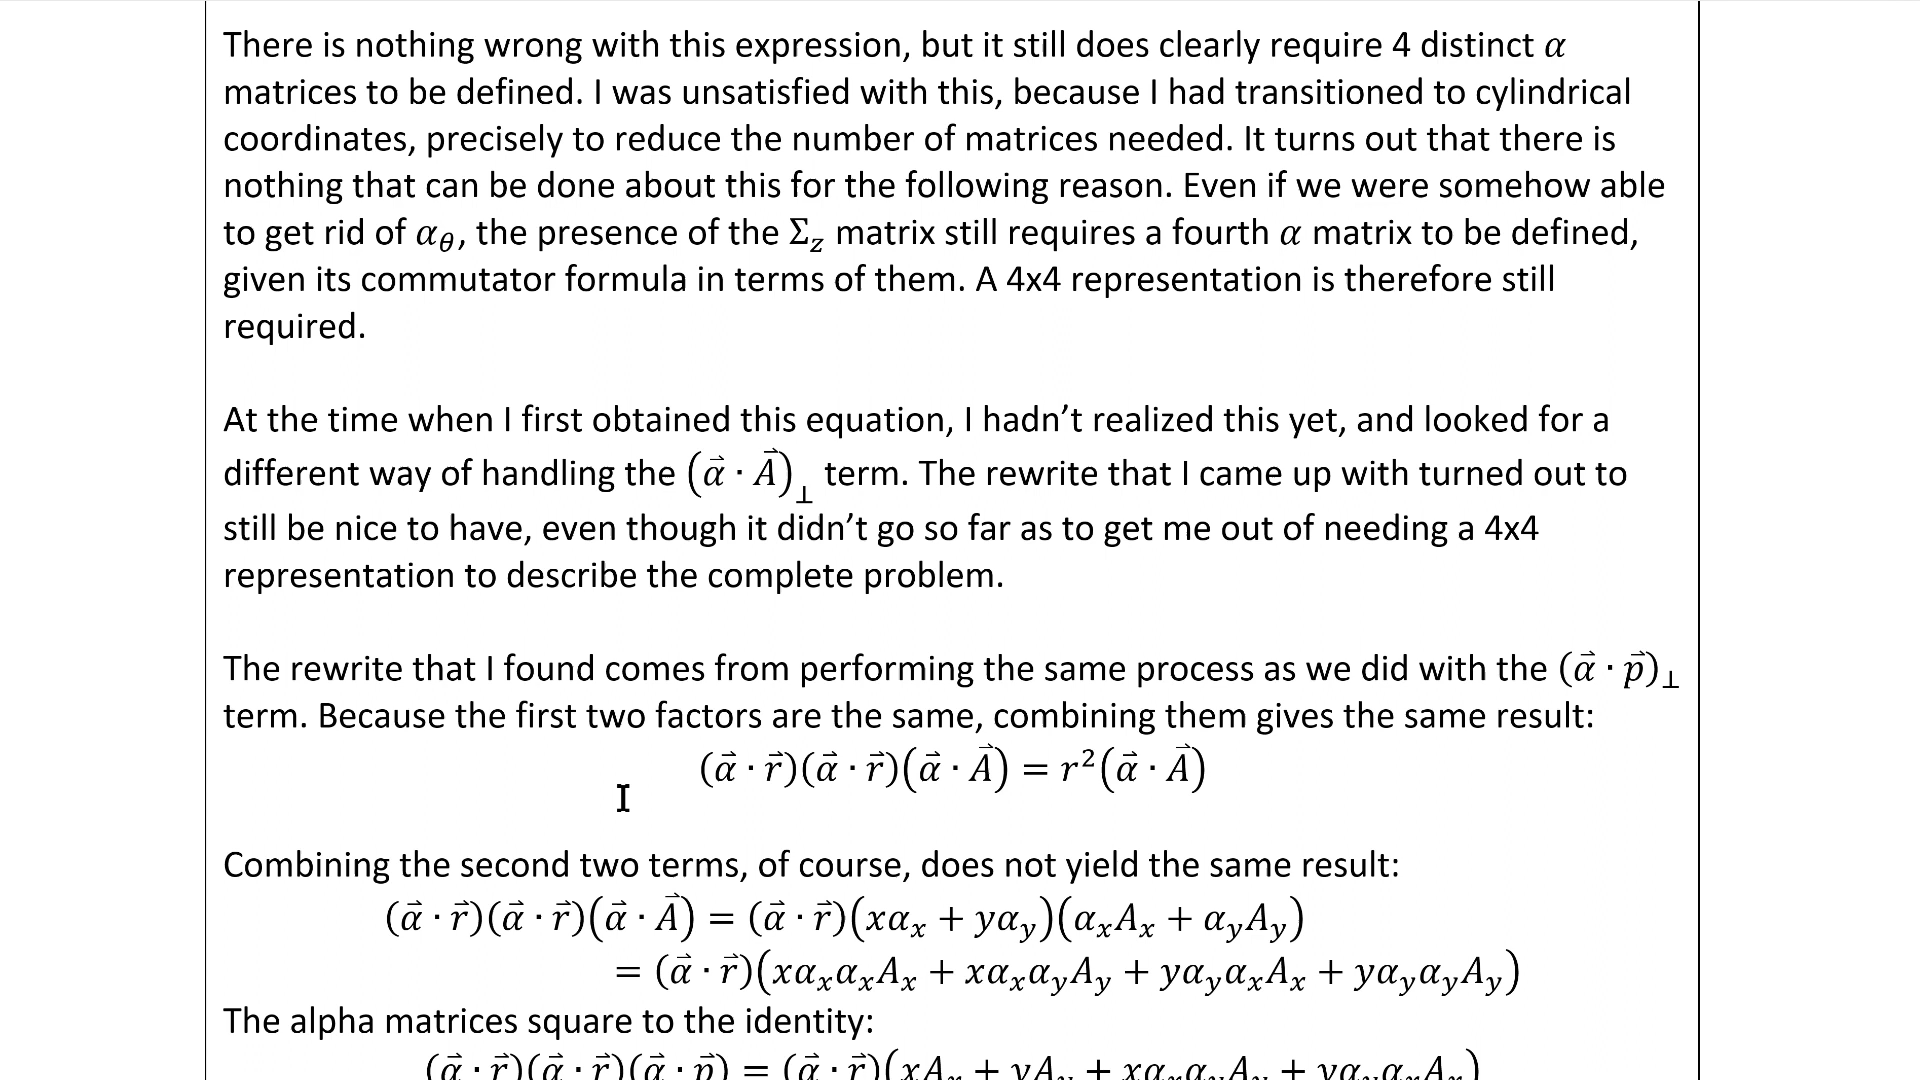 There is nothing wrong with this expression, but it still does clearly require 4 distinct α
matrices to be defined. I was unsatisfied with this, because I had transitioned to cylindrical
coordinates, precisely to reduce the number of matrices needed. It turns out that there is
nothing that can be done about this for the following reason. Even if we were somehow able
to get rid of α_θ, the presence of the Σ_z matrix still requires a fourth α matrix to be defined,
given its commutator formula in terms of them. A 4x4 representation is therefore still
required.
At the time when I first obtained this equation, I hadn’t realized this yet, and looked for a
different way of handling the (α⃗ · A⃗)_⊥ term. The rewrite that I came up with turned out to
still be nice to have, even though it didn’t go so far as to get me out of needing a 4x4
representation to describe the complete problem.
The rewrite that I found comes from performing the same process as we did with the (α⃗ · p⃗)_⊥
term. Because the first two factors are the same, combining them gives the same result:
(α⃗ · r⃗)(α⃗ · r⃗)(α⃗ · A⃗) = r²(α⃗ · A⃗)
Combining the second two terms, of course, does not yield the same result:
(α⃗ · r⃗)(α⃗ · r⃗)(α⃗ · A⃗) = (α⃗ · r⃗)(xα_x + yα_y)(α_xA_x + α_yA_y)
= (α⃗ · r⃗)(xα_xα_xA_x + xα_xα_yA_y + yα_yα_xA_x + yα_yα_yA_y)
The alpha matrices square to the identity:
(α⃗ · r⃗)(α⃗ · r⃗)(α⃗ · p⃗) = (α⃗ · r⃗)(xA_x + yA_y + xα_xα_yA_y + yα_yα_xA_x)